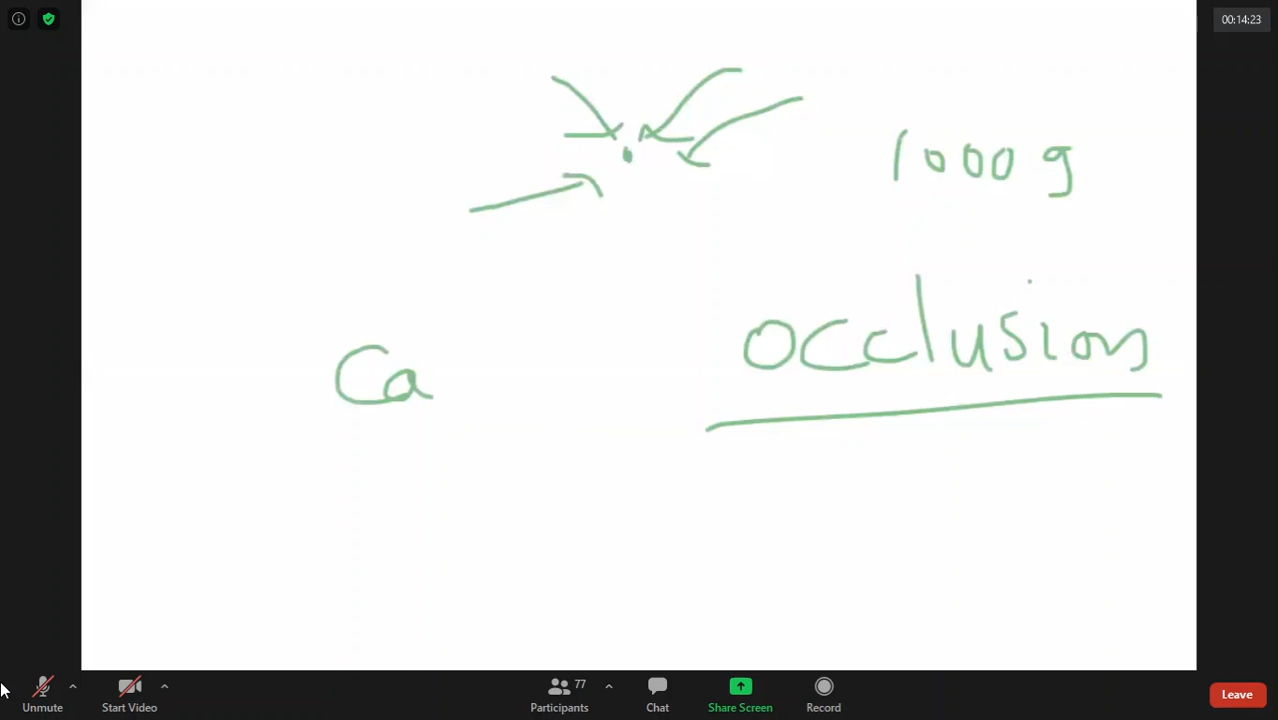 00:14:23
1000 g
occlusion
Ca
77
Unmute
Start Video
Participants
Chat
Share Screen
Record
Leave